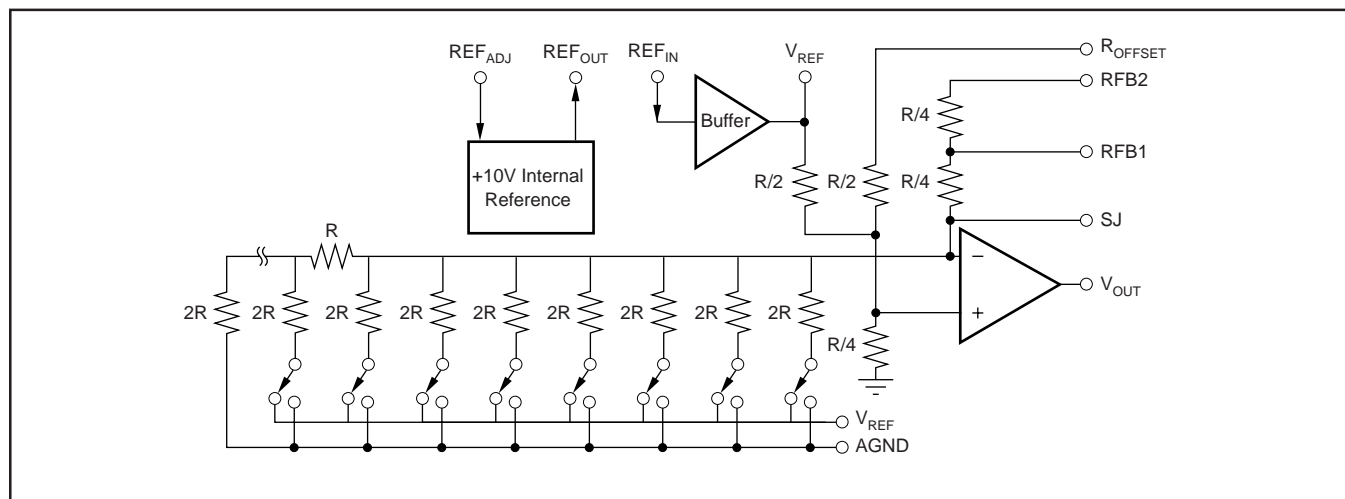 REF_ADJ REF_OUT REF_IN V_REF R_OFFSET
RFB2
R/4
Buffer
RFB1
+10V Internal
Reference
R/2 R/2 R/4
SJ
R
–
V_OUT
2R 2R 2R 2R 2R 2R 2R 2R 2R
+
R/4
V_REF
AGND